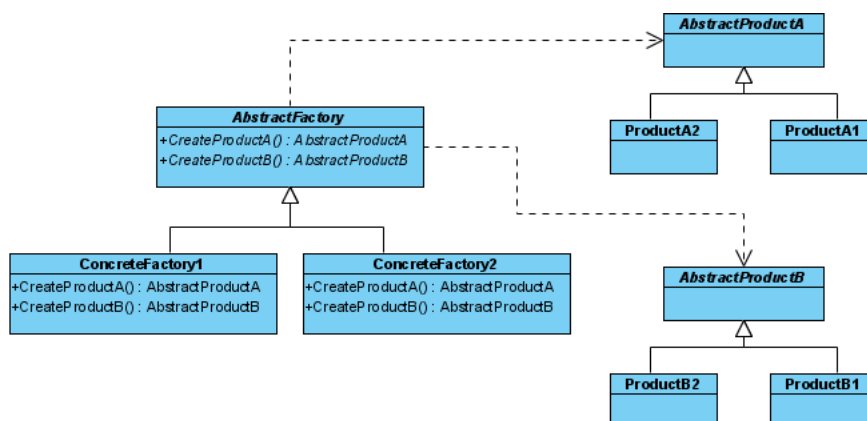 AbstractProductA
ProductA2
ProductA1
AbstractFactory
+CreateProductA() : AbstractProductA
+CreateProductB() : AbstractProductB
ConcreteFactory1
+CreateProductA() : AbstractProductA
+CreateProductB() : AbstractProductB
ConcreteFactory2
+CreateProductA() : AbstractProductA
+CreateProductB() : AbstractProductB
AbstractProductB
ProductB2
ProductB1